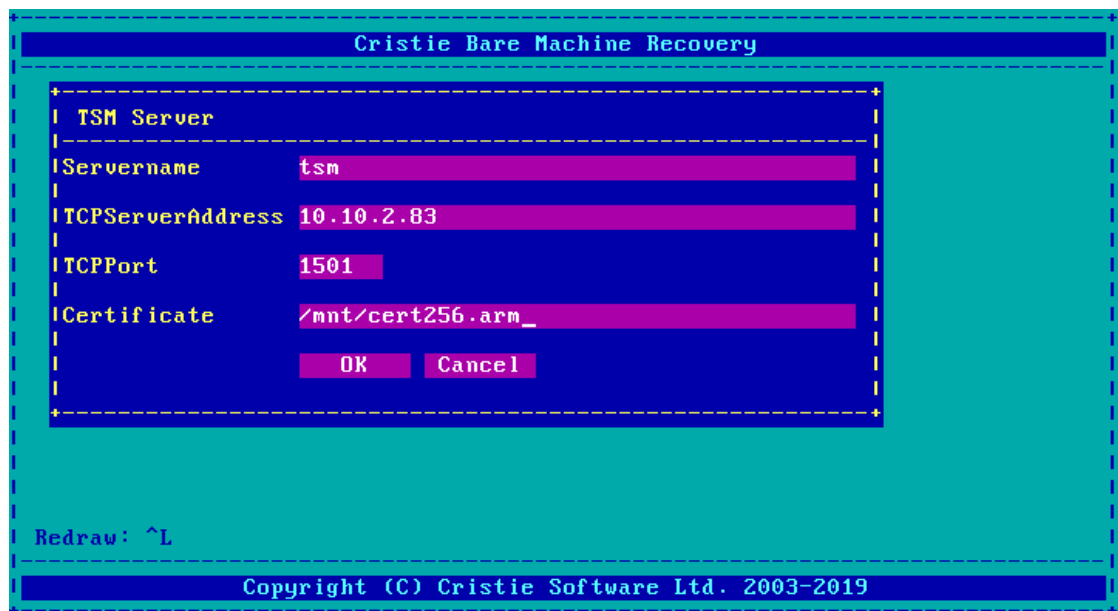 Cristie Bare Machine Recovery
TSM Server
Servername tsm
TCPServerAddress 10.10.2.83
TCPPort 1501
Certificate /mnt/cert256.arm_
OK Cancel
Redraw: ^L
Copyright (C) Cristie Software Ltd. 2003-2019